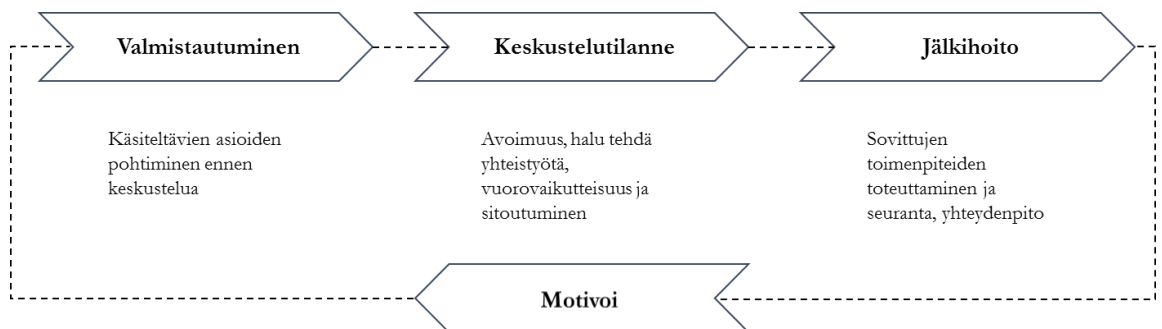 Valmistautuminen
Keskustelutilanne
Jälkihoito
Käsiteltävien asioiden
pohtiminen ennen
keskustelua
Avoimuus, halu tehdä
yhteistyötä,
vuorovaikutteisuus ja
sitoutuminen
Sovittujen
toimenpiteiden
toteuttaminen ja
seuranta, yhteydenpito
Motivoi